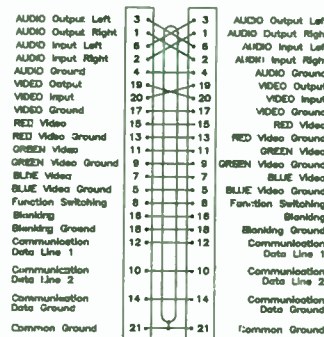 AUDIO Output Left 3 3 AUDIO Output Left
AUDIO Output Right 1 1 AUDIO Output Right
AUDIO Input Left 6 6 AUDIO Input Left
AUDIO Input Right 2 2 AUDIO Input Right
AUDIO Ground 4 4 AUDIO Ground
VIDEO Output 19 19 VIDEO Output
VIDEO Input 20 20 VIDEO Input
VIDEO Ground 17 17 VIDEO Ground
RED Video 15 15 RED Video
RED Video Ground 13 13 RED Video Ground
GREEN Video 11 11 GREEN Video
GREEN Video Ground 9 9 GREEN Video Ground
BLUE Video 7 7 BLUE Video
BLUE Video Ground 5 5 BLUE Video Ground
Function Switching 8 8 Function Switching
Blanking 16 16 Blanking
Blanking Ground 18 18 Blanking Ground
Communication 12 12 Communication
Data Line 1 Data Line 1
Communication 10 10 Communication
Data Line 2 Data Line 2
Communication 14 14 Communication
Data Ground Data Ground
Common Ground 21 21 Common Ground